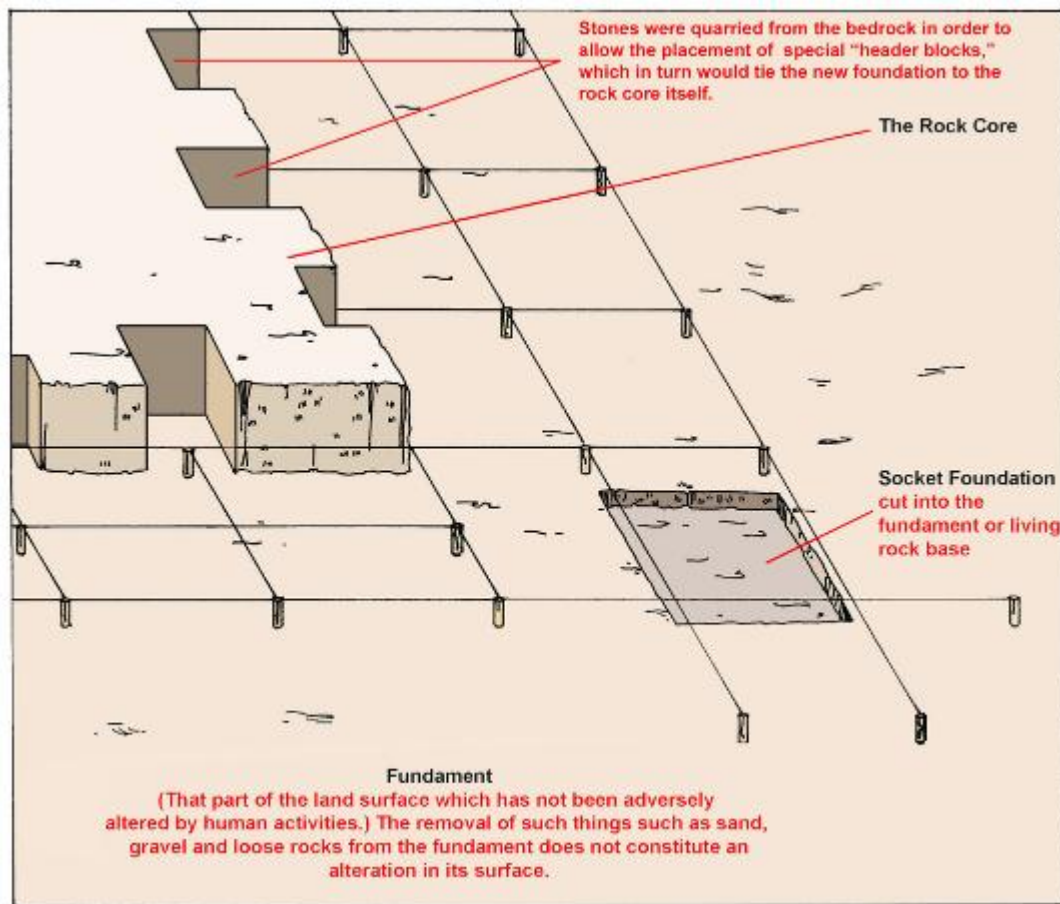 Stones were quarried from the bedrock in order to
allow the placement of special “header blocks,”
which in turn would tie the new foundation to the
rock core itself.
The Rock Core
Socket Foundation
cut into the
fundament or living
rock base
Fundament
(That part of the land surface which has not been adversely
altered by human activities.) The removal of such things such as sand,
gravel and loose rocks from the fundament does not constitute an
alteration in its surface.